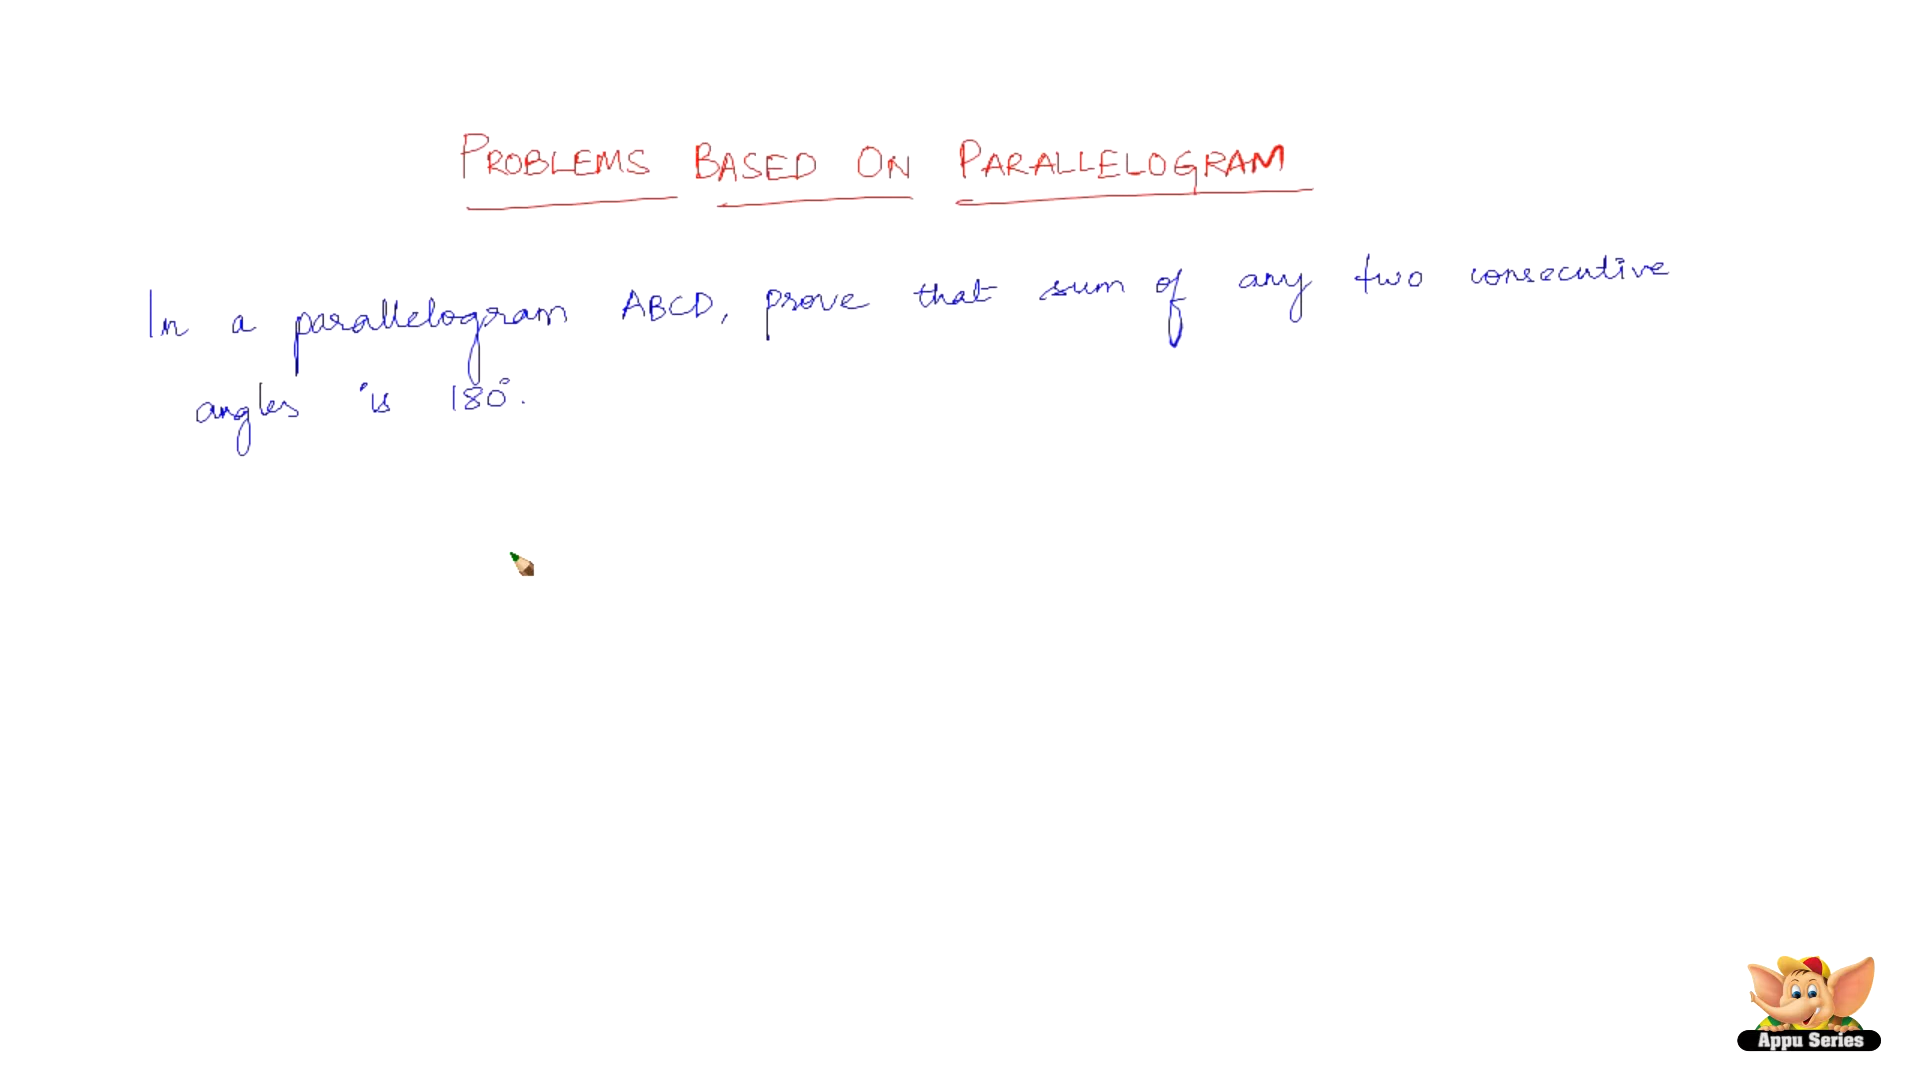 PROBLEMS BASED ON PARALLELOGRAM
In a parallelogram ABCD, prove that sum of any two consecutive
angles is 180°.
Appu Series